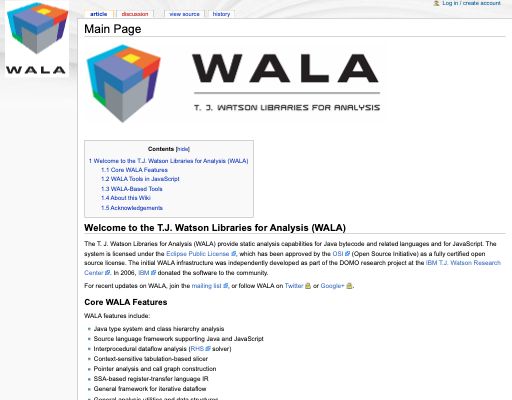 Log in / create account
article discussion view source history
WALA
Main Page
WALA
T. J. WATSON LIBRARIES FOR ANALYSIS
Contents [hide]
1 Welcome to the T.J. Watson Libraries for Analysis (WALA)
1.1 Core WALA Features
1.2 WALA Tools in JavaScript
1.3 WALA-Based Tools
1.4 About this Wiki
1.5 Acknowledgements
Welcome to the T.J. Watson Libraries for Analysis (WALA)
The T. J. Watson Libraries for Analysis (WALA) provide static analysis capabilities for Java bytecode and related languages and for JavaScript. The
system is licensed under the Eclipse Public License, which has been approved by the OSI (Open Source Initiative) as a fully certified open
source license. The initial WALA infrastructure was independently developed as part of the DOMO research project at the IBM T.J. Watson Research
Center. In 2006, IBM donated the software to the community.
For recent updates on WALA, join the mailing list, or follow WALA on Twitter or Google+.
Core WALA Features
WALA features include:
Java type system and class hierarchy analysis
Source language framework supporting Java and JavaScript
Interprocedural dataflow analysis (RHS solver)
Context-sensitive tabulation-based slicer
Pointer analysis and call graph construction
SSA-based register-transfer language IR
General framework for iterative dataflow
General analysis utilities and data structures